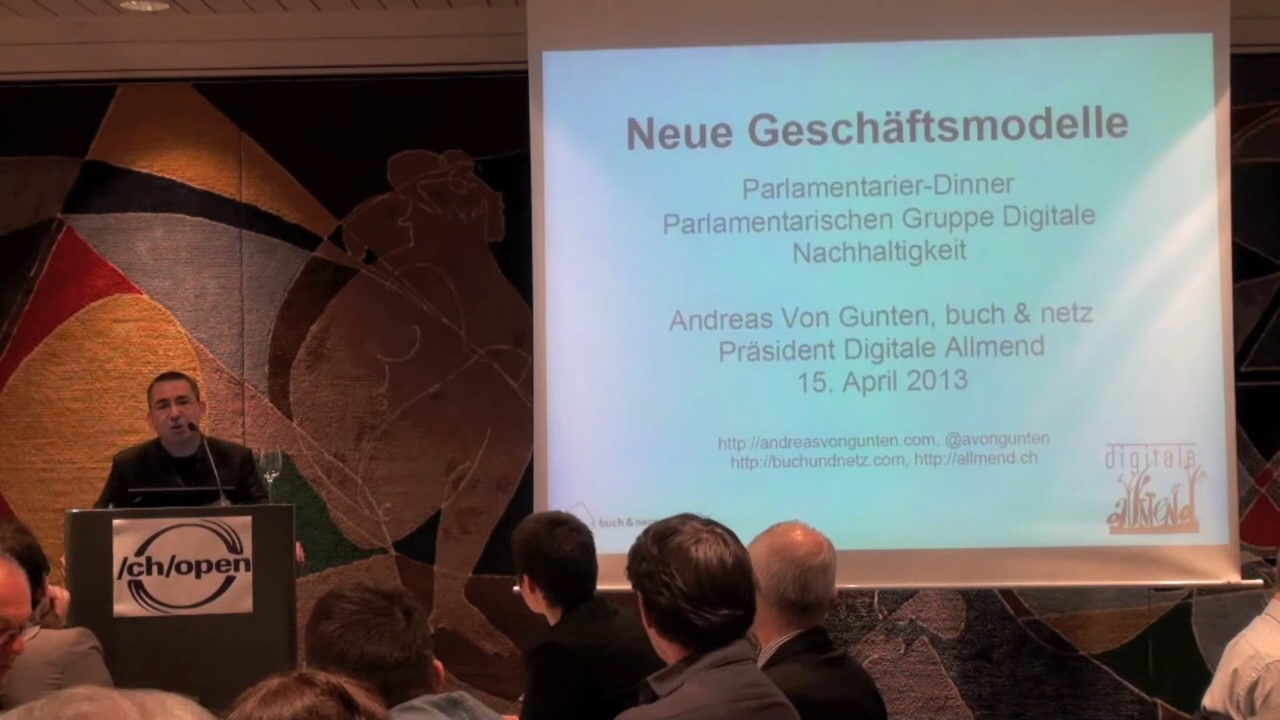 Neue Geschäftsmodelle
Parlamentarier-Dinner
Parlamentarischen Gruppe Digitale
Nachhaltigkeit
Andreas Von Gunten, buch & netz
Präsident Digitale Allmend
15. April 2013
http://andreasvongunten.com, @avongunten
http://buchundnetz.com, http://allmend.ch
digitale
allmend
buch &
/ch/open